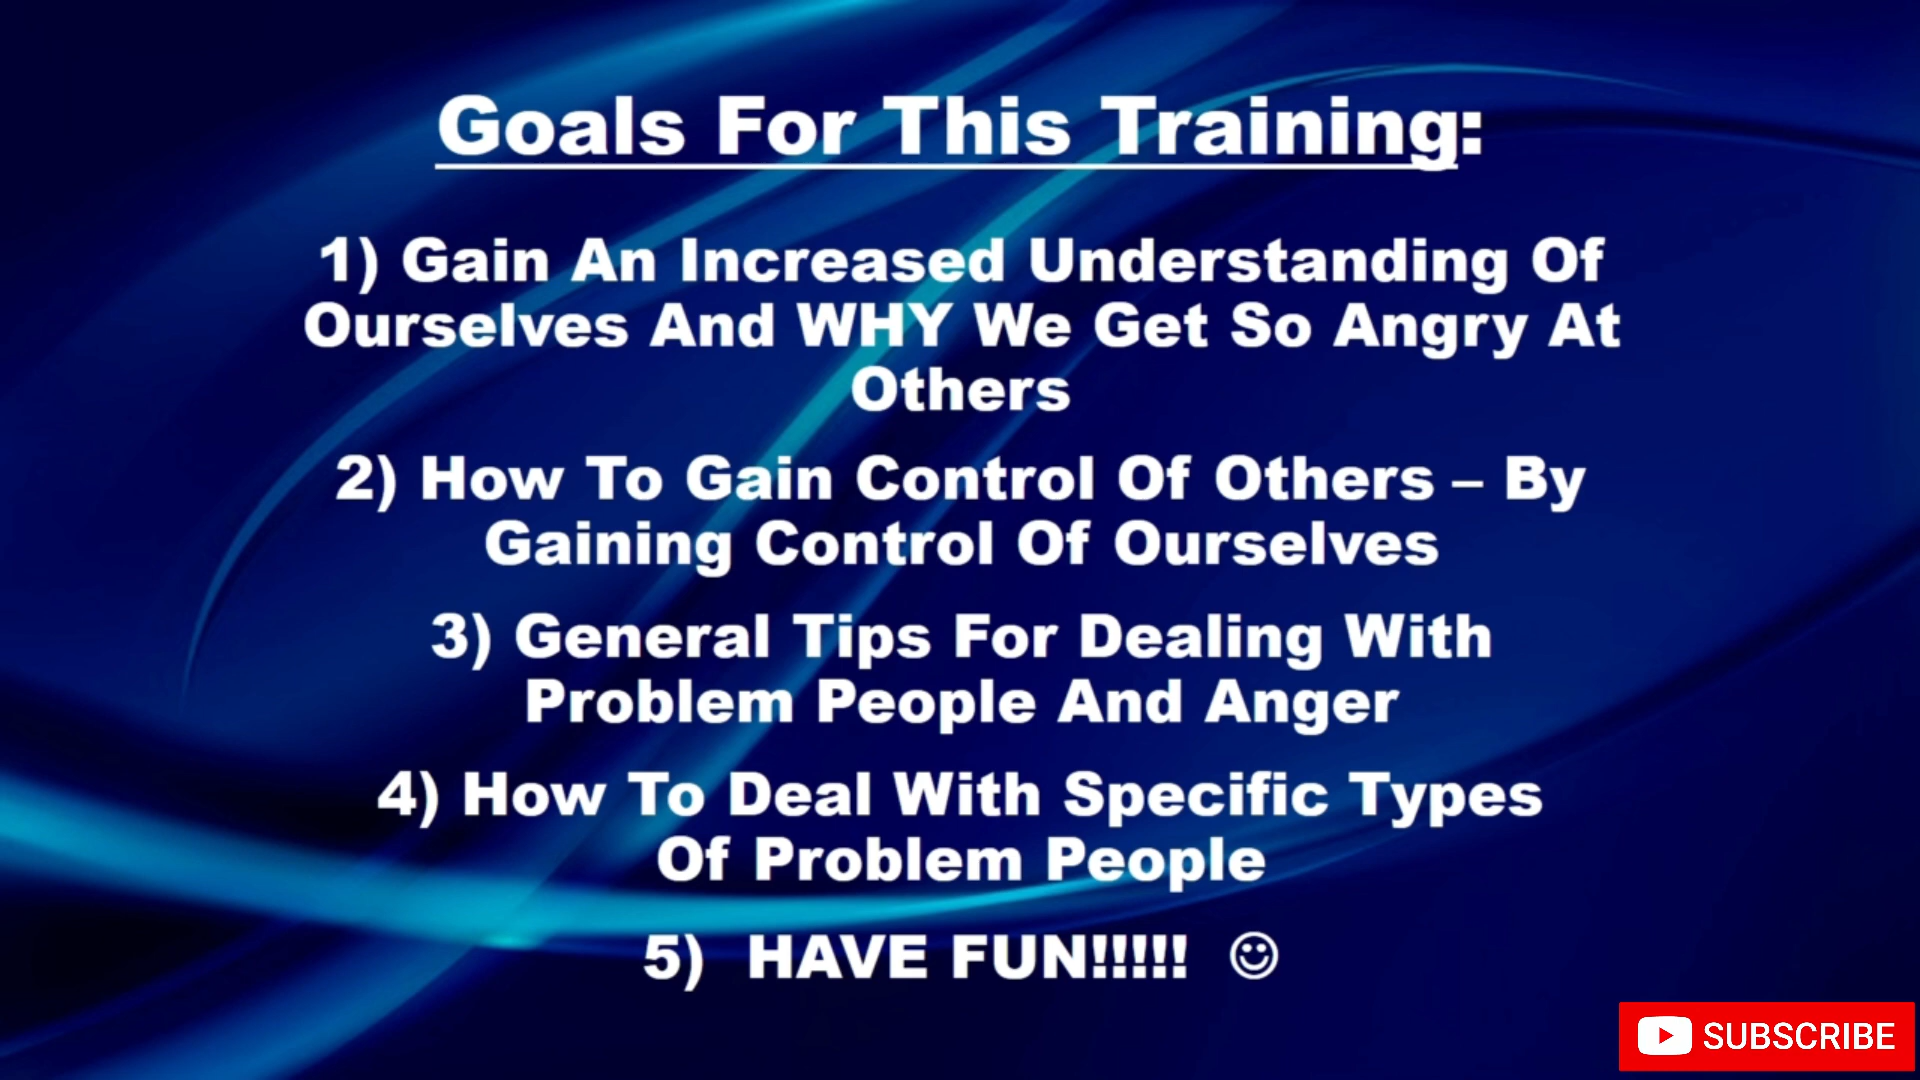 Goals For This Training:
1) Gain An Increased Understanding Of
Ourselves And WHY We Get So Angry At
Others
2) How To Gain Control Of Others – By
Gaining Control Of Ourselves
3) General Tips For Dealing With
Problem People And Anger
4) How To Deal With Specific Types
Of Problem People
5) HAVE FUN!!!!! ☺
SUBSCRIBE